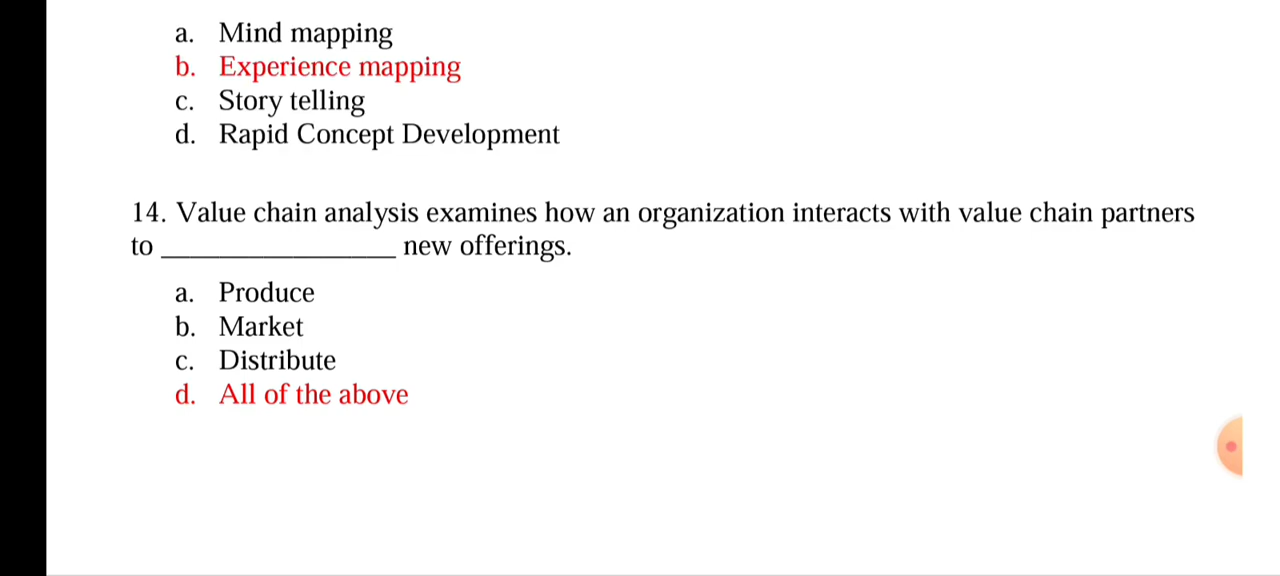 a. Mind mapping
b. Experience mapping
c. Story telling
d. Rapid Concept Development
14. Value chain analysis examines how an organization interacts with value chain partners
to ________________ new offerings.
a. Produce
b. Market
c. Distribute
d. All of the above